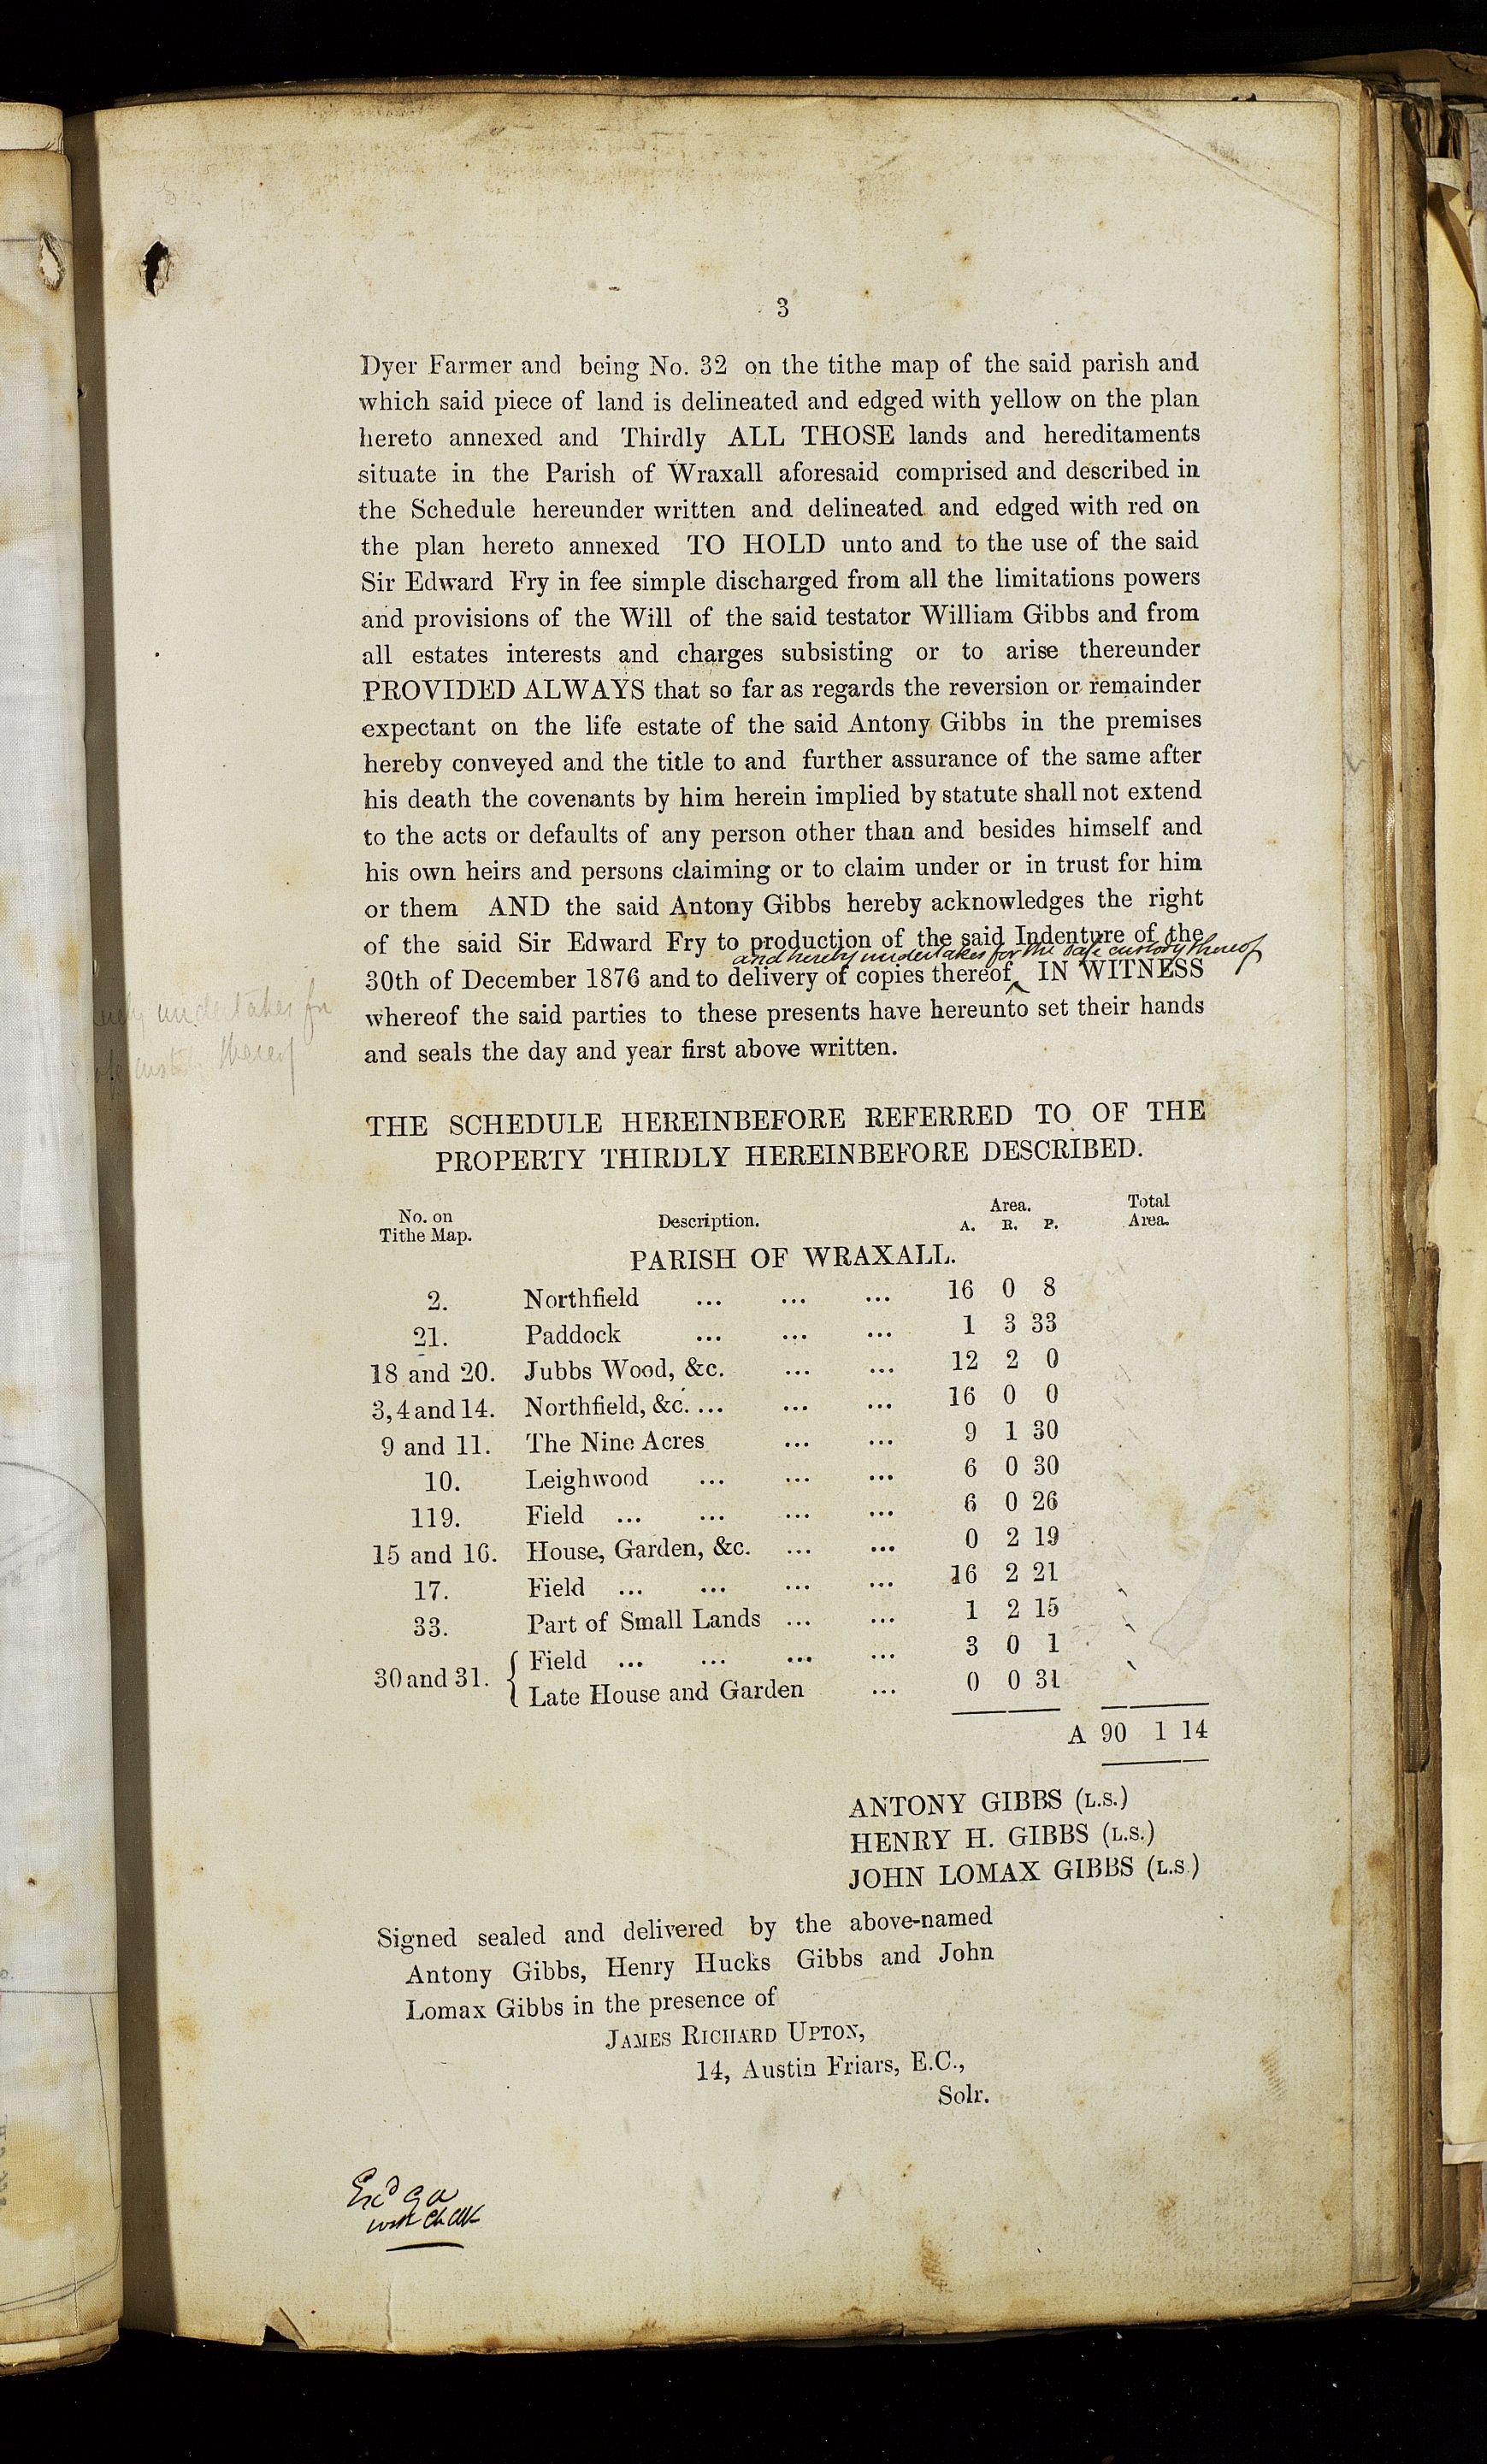 3
Dyer Farmer and being No. 32 on the tithe map of the said parish and
which said piece of land is delineated and edged with yellow on the plan
hereto annexed and Thirdly ALL THOSE lands and hereditaments
situate in the Parish of Wraxall aforesaid comprised and described in
the Schedule hereunder written and delineated and edged with red on
the plan hereto annexed TO HOLD unto and to the use of the said
Sir Edward Fry in fee simple discharged from all the limitations powers
and provisions of the Will of the said testator William Gibbs and from
all estates interests and charges subsisting or to arise thereunder
PROVIDED ALWAYS that so far as regards the reversion or remainder
expectant on the life estate of the said Antony Gibbs in the premises
hereby conveyed and the title to and further assurance of the same after
his death the covenants by him herein implied by statute shall not extend
to the acts or defaults of any person other than and besides himself and
his own heirs and persons claiming or to claim under or in trust for him
or them AND the said Antony Gibbs hereby acknowledges the right
of the said Sir Edward Fry to production of the said Indenture of the
and hereby undertakes for the safe custody thereof
30th of December 1876 and to delivery of copies thereof IN WITNESS
whereof the said parties to these presents have hereunto set their hands
and seals the day and year first above written.
undertakes for
thereof
THE SCHEDULE HEREINBEFORE REFERRED TO OF THE
PROPERTY THIRDLY HEREINBEFORE DESCRIBED.
No. on Tithe Map. Description. Area. A. R. P. Total Area.
PARISH OF WRAXALL.
2. Northfield ... ... ... 16 0 8
21. Paddock ... ... ... 1 3 33
18 and 20. Jubbs Wood, &c. ... ... 12 2 0
3, 4 and 14. Northfield, &c. ... ... ... 16 0 0
9 and 11. The Nine Acres ... ... 9 1 30
10. Leighwood ... ... ... 6 0 30
119. Field ... ... ... ... 6 0 26
15 and 16. House, Garden, &c. ... ... 0 2 19
17. Field ... ... ... ... 16 2 21
33. Part of Small Lands ... ... 1 2 15
30 and 31. { Field ... ... ... ... 3 0 1
Late House and Garden ... 0 0 31
A 90 1 14
ANTONY GIBBS (L.S.)
HENRY H. GIBBS (L.S.)
JOHN LOMAX GIBBS (L.S.)
Signed sealed and delivered by the above-named
Antony Gibbs, Henry Hucks Gibbs and John
Lomax Gibbs in the presence of
JAMES RICHARD UPTON,
14, Austin Friars, E.C.,
Solr.